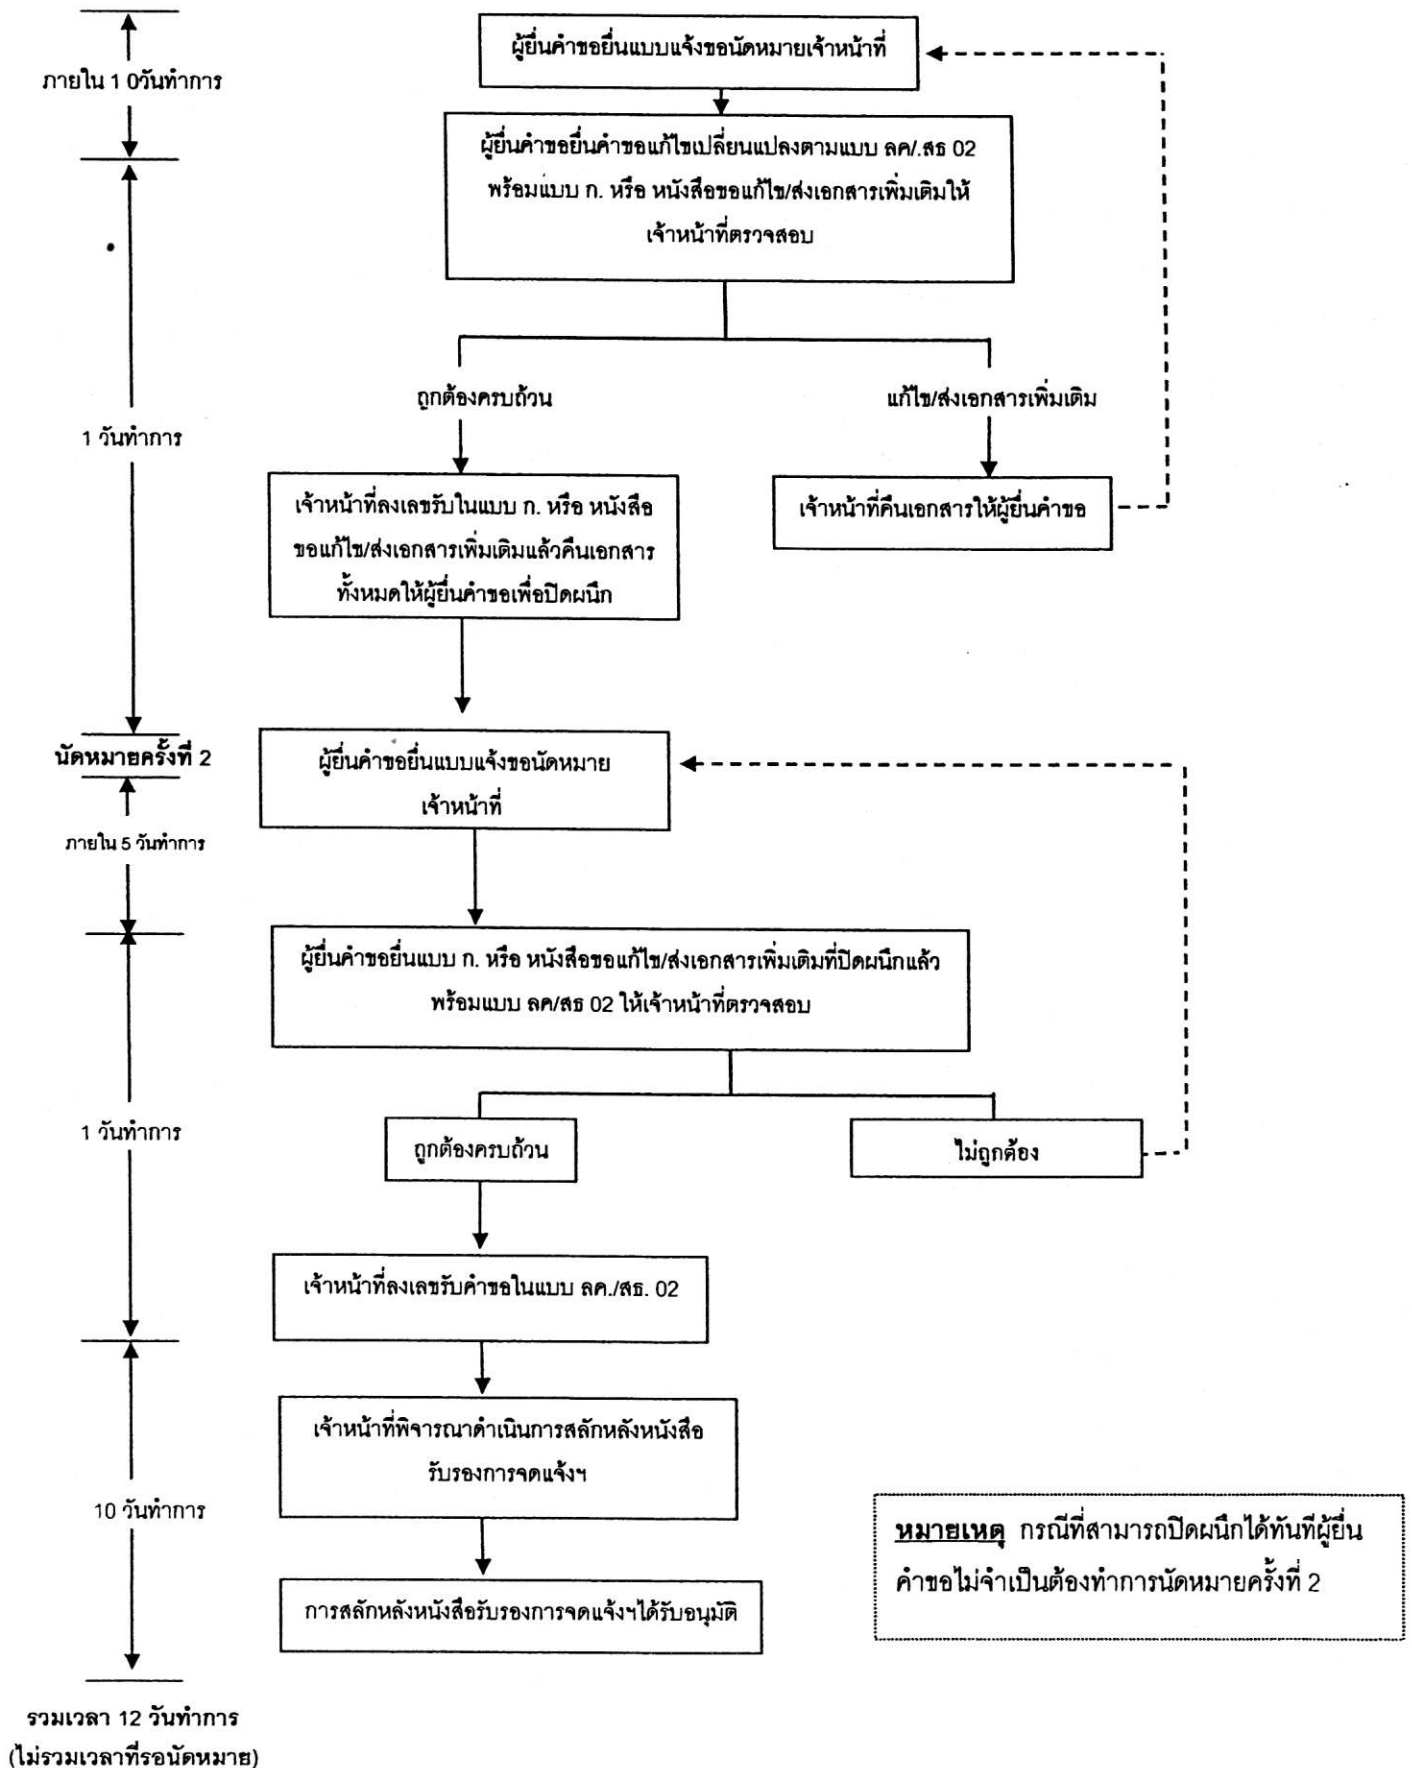 ผู้ยื่นคำขอยื่นแบบแจ้งขอนัดหมายเจ้าหน้าที่
ภายใน 1 0วันทำการ
ผู้ยื่นคำขอยื่นคำขอแก้ไขเปลี่ยนแปลงตามแบบ ลค/.สธ 02
พร้อมแบบ ก. หรือ หนังสือขอแก้ไข/ส่งเอกสารเพิ่มเติมให้
เจ้าหน้าที่ตรวจสอบ
ถูกต้องครบถ้วน
แก้ไข/ส่งเอกสารเพิ่มเติม
1 วันทำการ
เจ้าหน้าที่ลงเลขรับในแบบ ก. หรือ หนังสือ
ขอแก้ไข/ส่งเอกสารเพิ่มเติมแล้วคืนเอกสาร
ทั้งหมดให้ผู้ยื่นคำขอเพื่อปิดผนึก
เจ้าหน้าที่คืนเอกสารให้ผู้ยื่นคำขอ
นัดหมายครั้งที่ 2
ผู้ยื่นคำขอยื่นแบบแจ้งขอนัดหมาย
เจ้าหน้าที่
ภายใน 5 วันทำการ
ผู้ยื่นคำขอยื่นแบบ ก. หรือ หนังสือขอแก้ไข/ส่งเอกสารเพิ่มเติมที่ปิดผนึกแล้ว
พร้อมแบบ ลค/สธ 02 ให้เจ้าหน้าที่ตรวจสอบ
1 วันทำการ
ถูกต้องครบถ้วน
ไม่ถูกต้อง
เจ้าหน้าที่ลงเลขรับคำขอในแบบ ลค./สธ. 02
เจ้าหน้าที่พิจารณาดำเนินการสลักหลังหนังสือ
รับรองการจดแจ้งฯ
10 วันทำการ
หมายเหตุ กรณีที่สามารถปิดผนึกได้ทันทีผู้ยื่น
คำขอไม่จำเป็นต้องทำการนัดหมายครั้งที่ 2
การสลักหลังหนังสือรับรองการจดแจ้งฯได้รับอนุมัติ
รวมเวลา 12 วันทำการ
(ไม่รวมเวลาที่รอนัดหมาย)